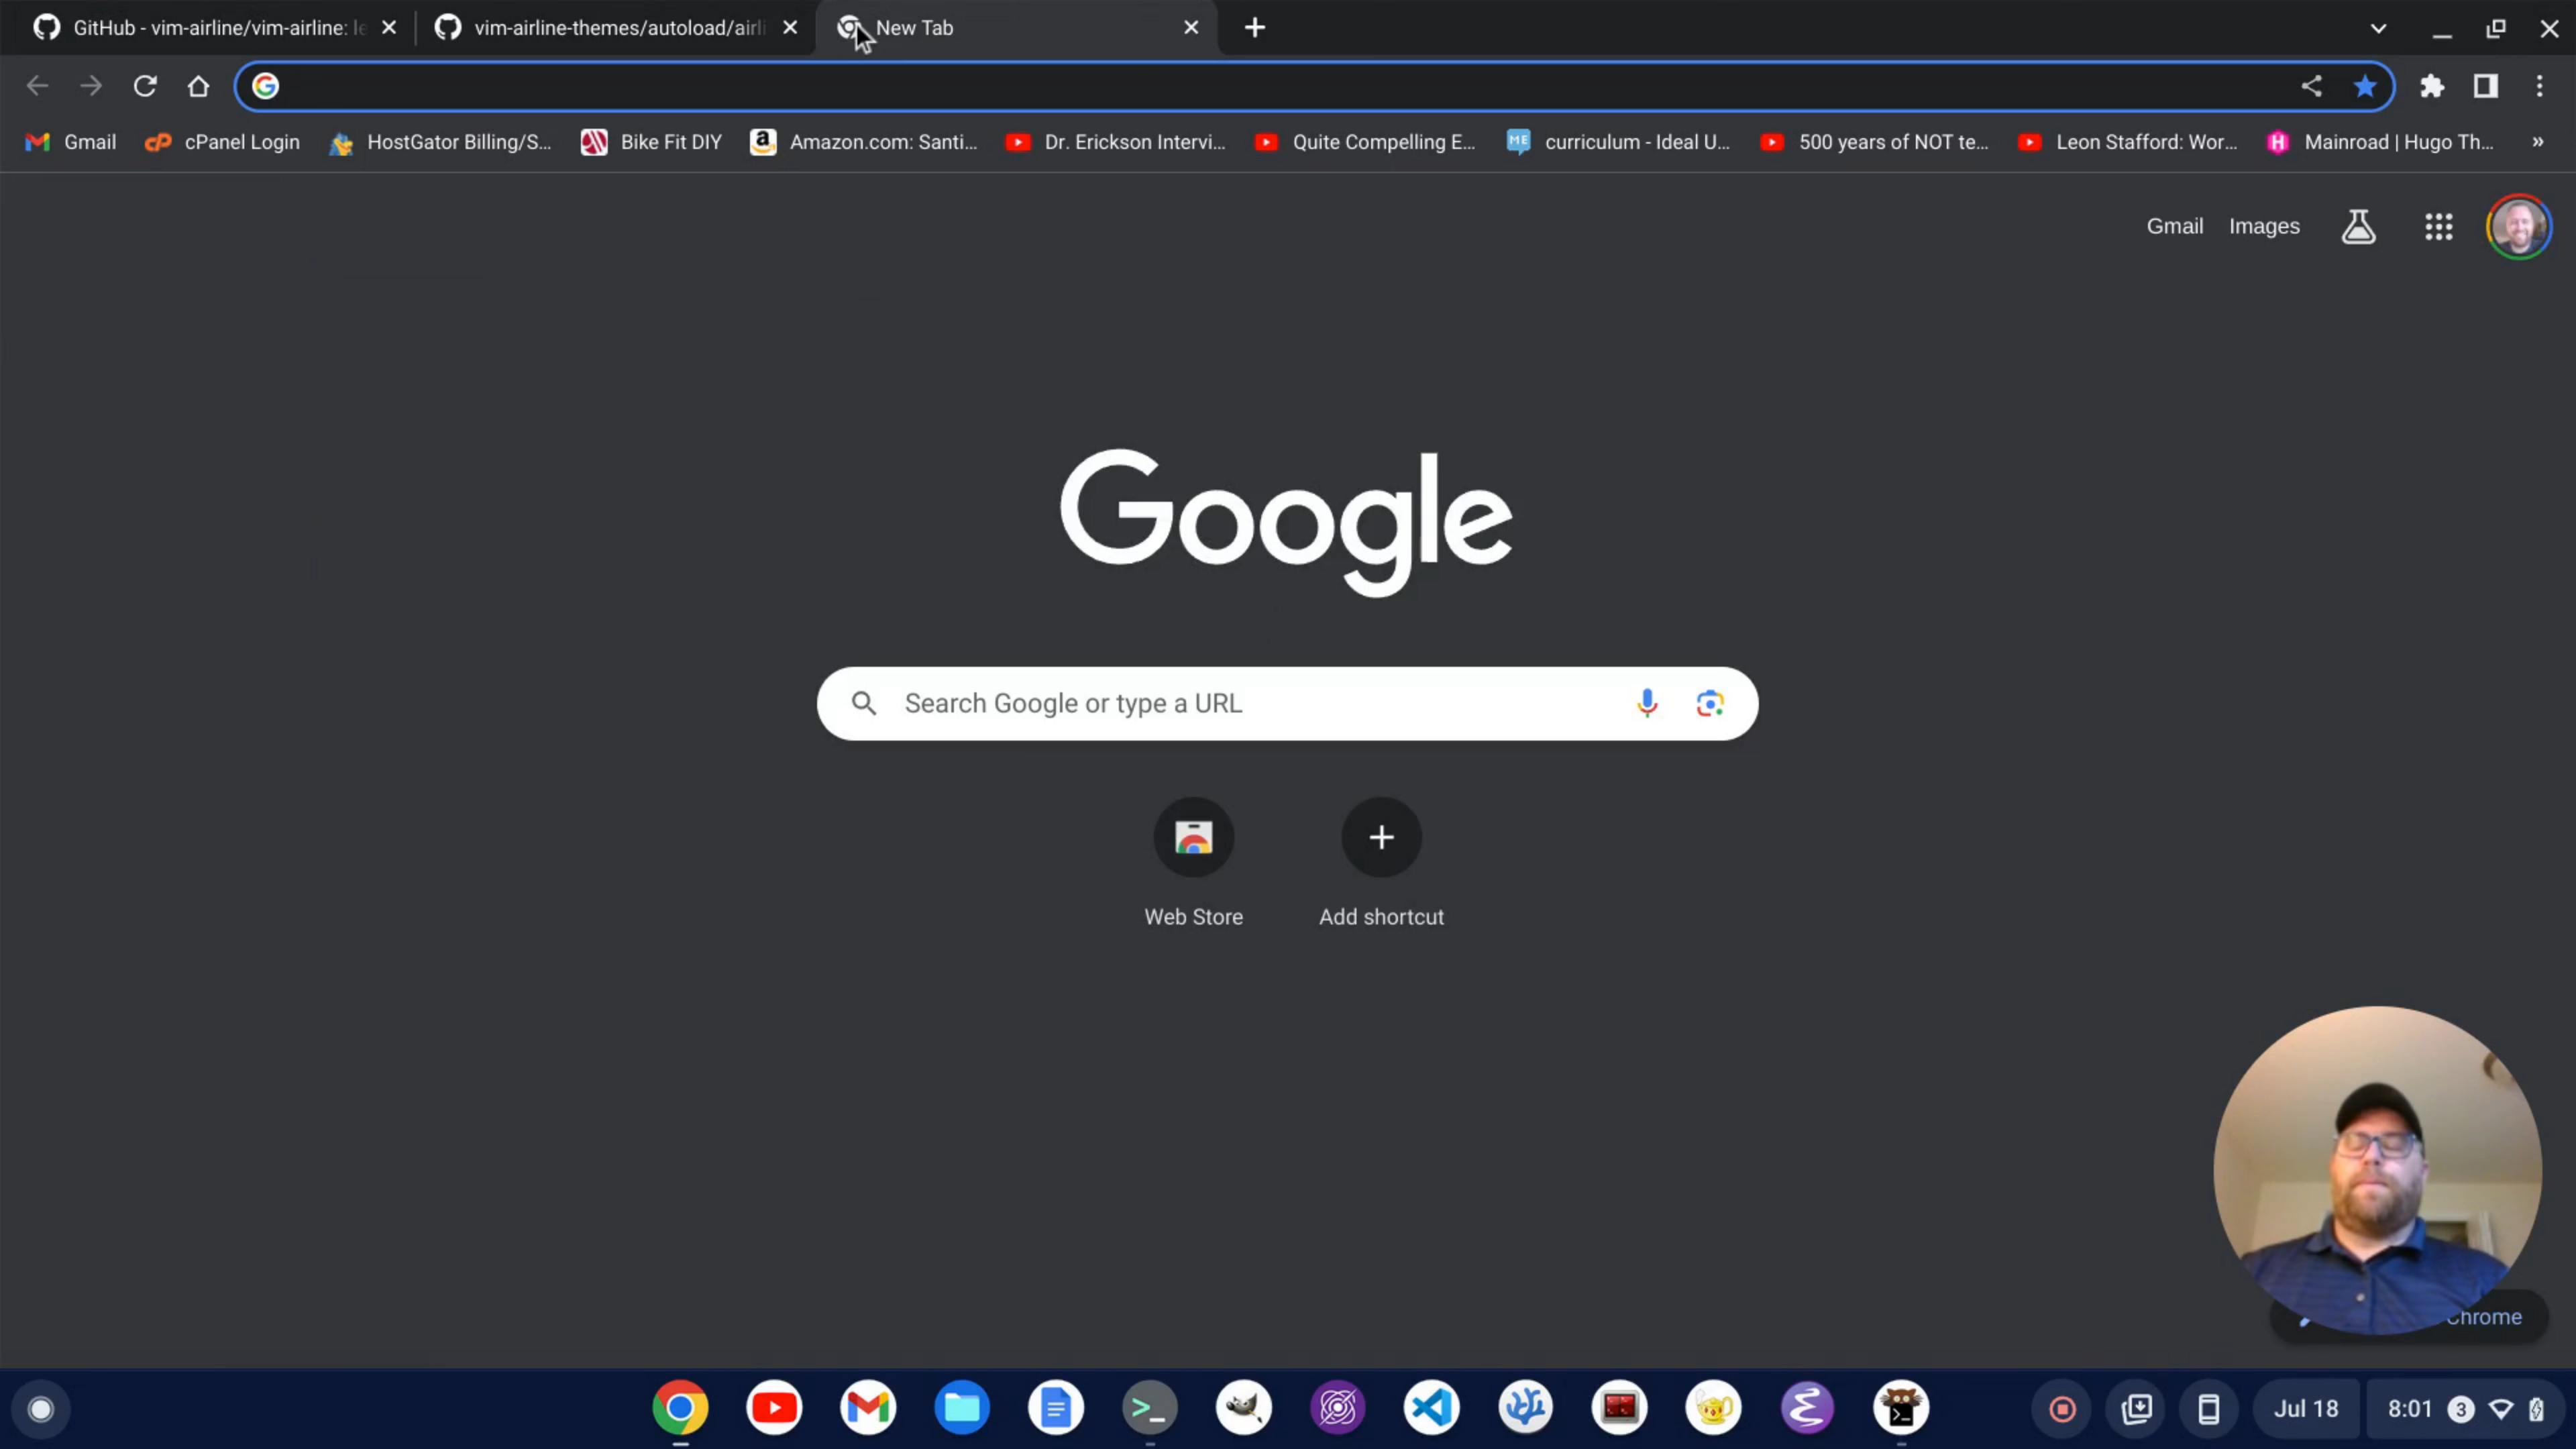 GitHub - vim-airline/vim-airline: le
vim-airline-themes/autoload/airli
New Tab
Gmail
cPanel Login
HostGator Billing/S...
Bike Fit DIY
Amazon.com: Santi...
Dr. Erickson Intervi...
Quite Compelling E...
ME
curriculum - Ideal U...
500 years of NOT te...
Leon Stafford: Wor...
Mainroad | Hugo Th...
»
Gmail
Images
Google
Search Google or type a URL
Web Store
Add shortcut
Chrome
Jul 18
8:01
3